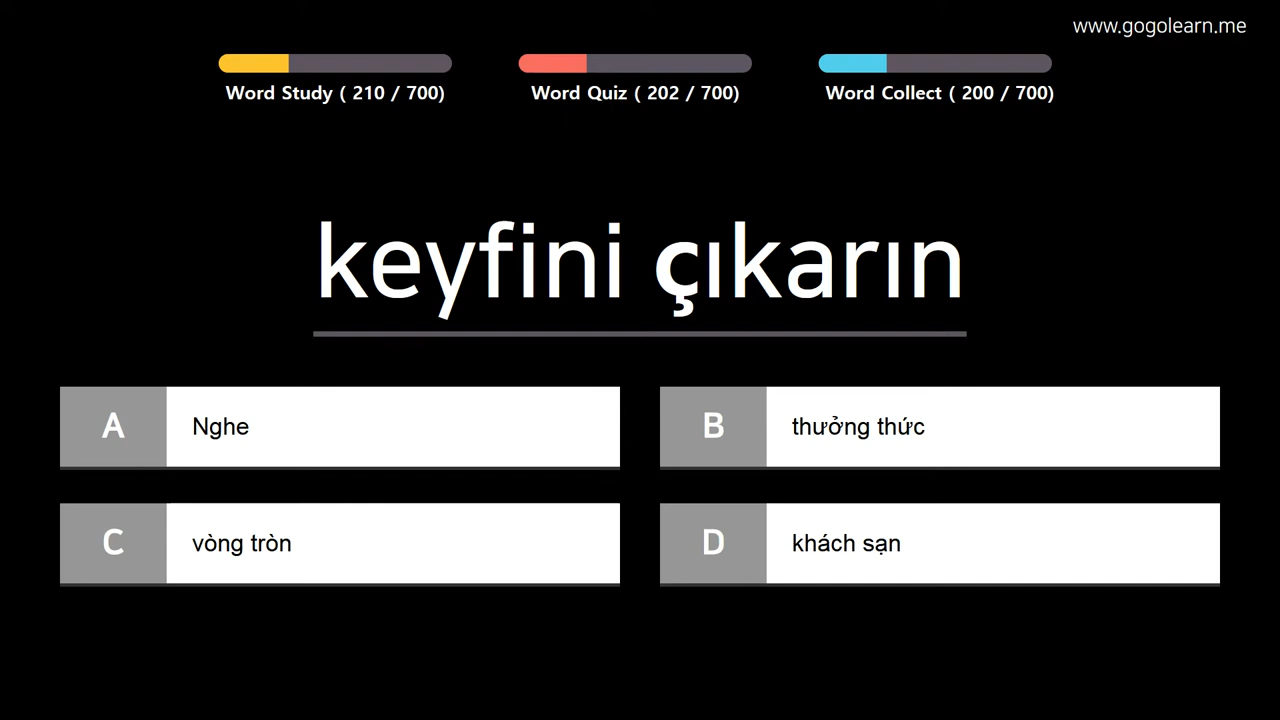 www.gogolearn.me
Word Study ( 210 / 700)
Word Quiz ( 202 / 700)
Word Collect ( 200 / 700)
keyfini çıkarın
A Nghe
B thưởng thức
C vòng tròn
D khách sạn